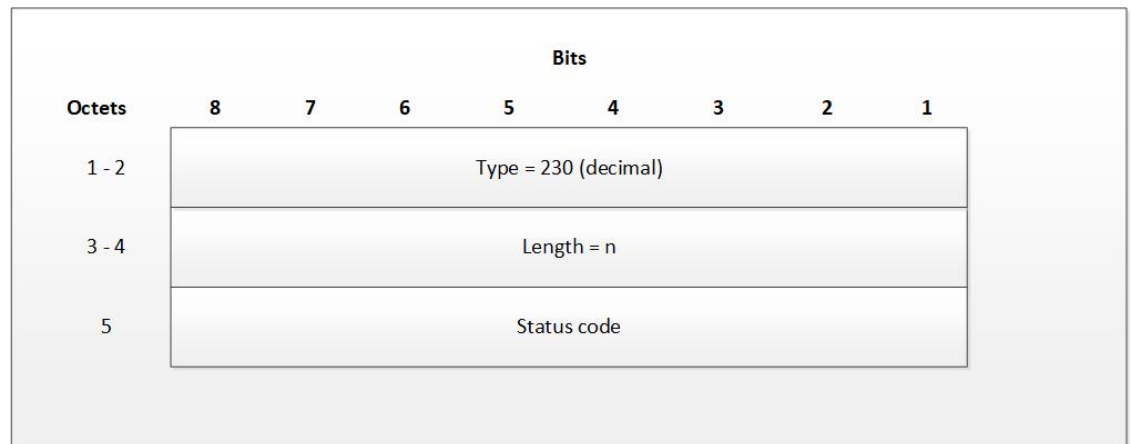 Bits
Octets 8 7 6 5 4 3 2 1
1 - 2 Type = 230 (decimal)
3 - 4 Length = n
5 Status code